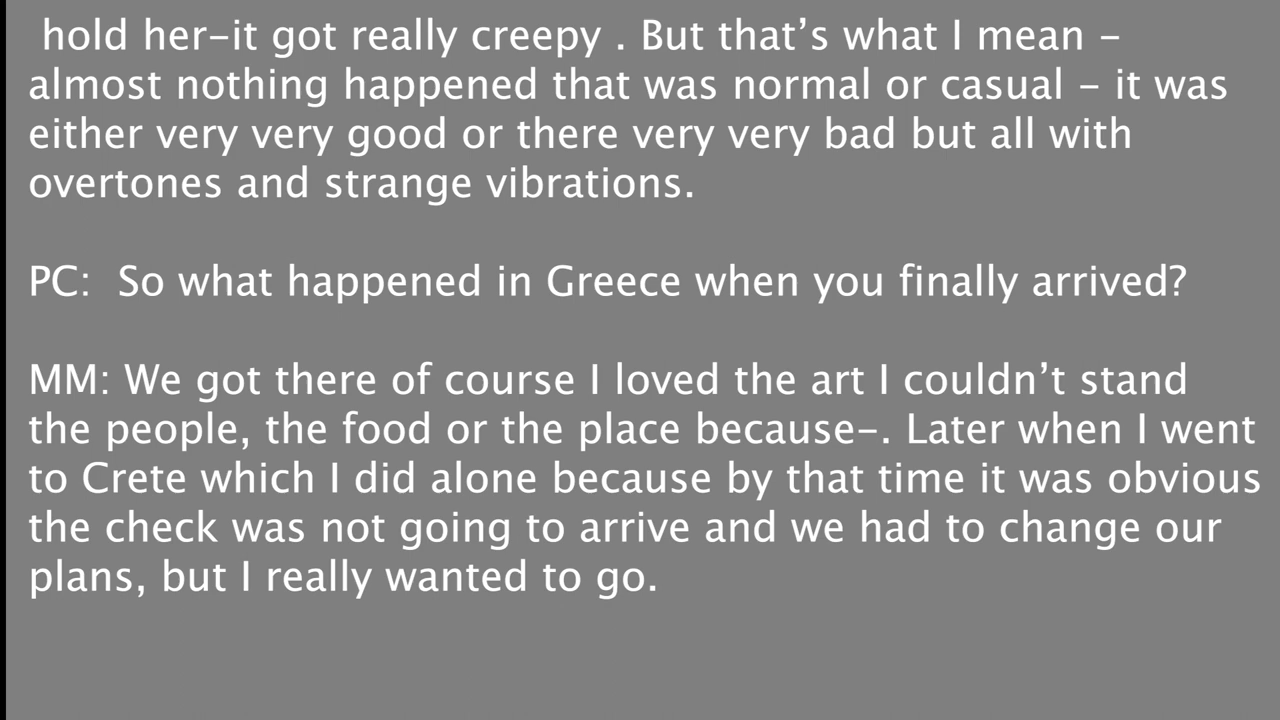 hold her–it got really creepy . But that’s what I mean –
almost nothing happened that was normal or casual – it was
either very very good or there very very bad but all with
overtones and strange vibrations.
PC:  So what happened in Greece when you finally arrived?
MM: We got there of course I loved the art I couldn’t stand
the people, the food or the place because–. Later when I went
to Crete which I did alone because by that time it was obvious
the check was not going to arrive and we had to change our
plans, but I really wanted to go.